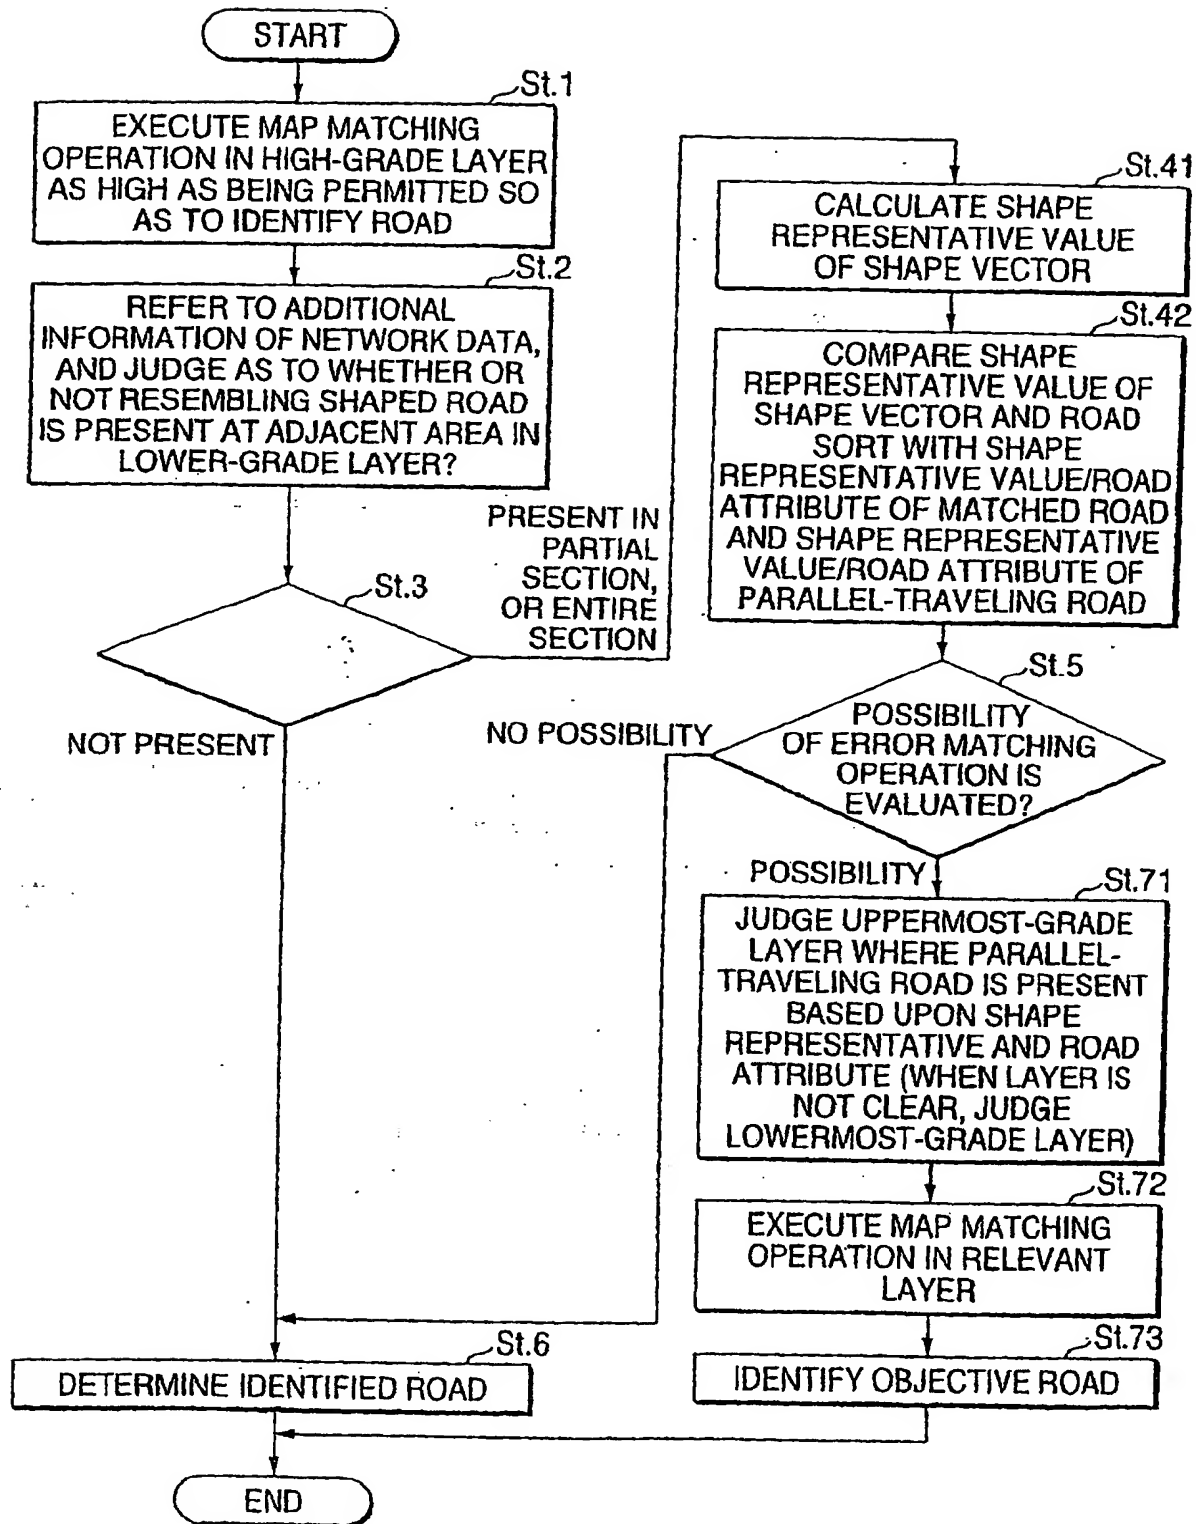 START
St.1
EXECUTE MAP MATCHING
OPERATION IN HIGH-GRADE LAYER
AS HIGH AS BEING PERMITTED SO
AS TO IDENTIFY ROAD
St.2
REFER TO ADDITIONAL
INFORMATION OF NETWORK DATA,
AND JUDGE AS TO WHETHER OR
NOT RESEMBLING SHAPED ROAD
IS PRESENT AT ADJACENT AREA IN
LOWER-GRADE LAYER?
St.3
PRESENT IN
PARTIAL
SECTION,
OR ENTIRE
SECTION
NOT PRESENT
St.41
CALCULATE SHAPE
REPRESENTATIVE VALUE
OF SHAPE VECTOR
St.42
COMPARE SHAPE
REPRESENTATIVE VALUE OF
SHAPE VECTOR AND ROAD
SORT WITH SHAPE
REPRESENTATIVE VALUE/ROAD
ATTRIBUTE OF MATCHED ROAD
AND SHAPE REPRESENTATIVE
VALUE/ROAD ATTRIBUTE OF
PARALLEL-TRAVELING ROAD
St.5
POSSIBILITY
OF ERROR MATCHING
OPERATION IS
EVALUATED?
NO POSSIBILITY
POSSIBILITY
St.71
JUDGE UPPERMOST-GRADE
LAYER WHERE PARALLEL-
TRAVELING ROAD IS PRESENT
BASED UPON SHAPE
REPRESENTATIVE AND ROAD
ATTRIBUTE (WHEN LAYER IS
NOT CLEAR, JUDGE
LOWERMOST-GRADE LAYER)
St.72
EXECUTE MAP MATCHING
OPERATION IN RELEVANT
LAYER
St.73
IDENTIFY OBJECTIVE ROAD
St.6
DETERMINE IDENTIFIED ROAD
END